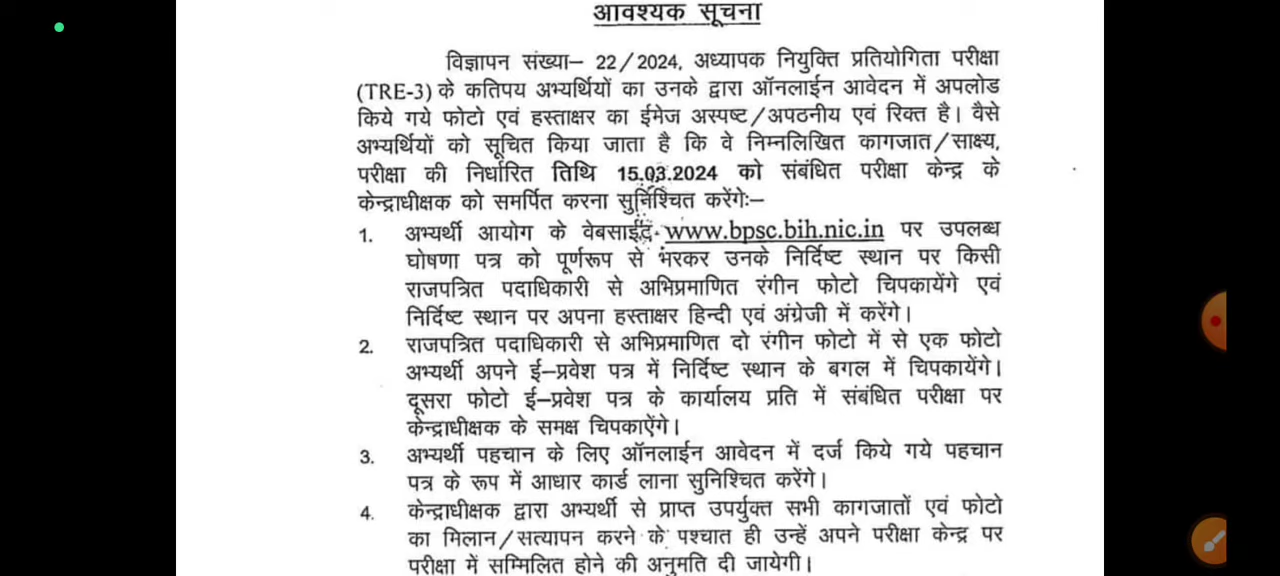 आवश्यक सूचना
विज्ञापन संख्या– 22/2024, अध्यापक नियुक्ति प्रतियोगिता परीक्षा
(TRE-3) के कतिपय अभ्यर्थियों का उनके द्वारा ऑनलाईन आवेदन में अपलोड
किये गये फोटो एवं हस्ताक्षर का ईमेज अस्पष्ट/अपठनीय एवं रिक्त है। वैसे
अभ्यर्थियों को सूचित किया जाता है कि वे निम्नलिखित कागजात/साक्ष्य,
परीक्षा की निर्धारित तिथि 15.03.2024 को संबंधित परीक्षा केन्द्र के
केन्द्राधीक्षक को समर्पित करना सुनिश्चित करेंगेः–
1. अभ्यर्थी आयोग के वेबसाईट www.bpsc.bih.nic.in पर उपलब्ध
घोषणा पत्र को पूर्णरूप से भरकर उनके निर्दिष्ट स्थान पर किसी
राजपत्रित पदाधिकारी से अभिप्रमाणित रंगीन फोटो चिपकायेंगे एवं
निर्दिष्ट स्थान पर अपना हस्ताक्षर हिन्दी एवं अंग्रेजी में करेंगे।
2. राजपत्रित पदाधिकारी से अभिप्रमाणित दो रंगीन फोटो में से एक फोटो
अभ्यर्थी अपने ई–प्रवेश पत्र में निर्दिष्ट स्थान के बगल में चिपकायेंगे।
दूसरा फोटो ई–प्रवेश पत्र के कार्यालय प्रति में संबंधित परीक्षा पर
केन्द्राधीक्षक के समक्ष चिपकाऐंगे।
3. अभ्यर्थी पहचान के लिए ऑनलाईन आवेदन में दर्ज किये गये पहचान
पत्र के रूप में आधार कार्ड लाना सुनिश्चित करेंगे।
4. केन्द्राधीक्षक द्वारा अभ्यर्थी से प्राप्त उपर्युक्त सभी कागजातों एवं फोटो
का मिलान/सत्यापन करने के पश्चात ही उन्हें अपने परीक्षा केन्द्र पर
परीक्षा में सम्मिलित होने की अनुमति दी जायेगी।